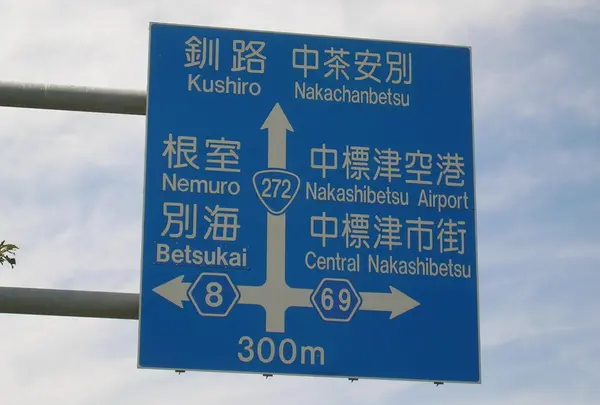 釧路 中茶安別
Kushiro Nakachanbetsu
根室
Nemuro
別海
Betsukai
272
中標津空港
Nakashibetsu Airport
中標津市街
Central Nakashibetsu
8
69
300m